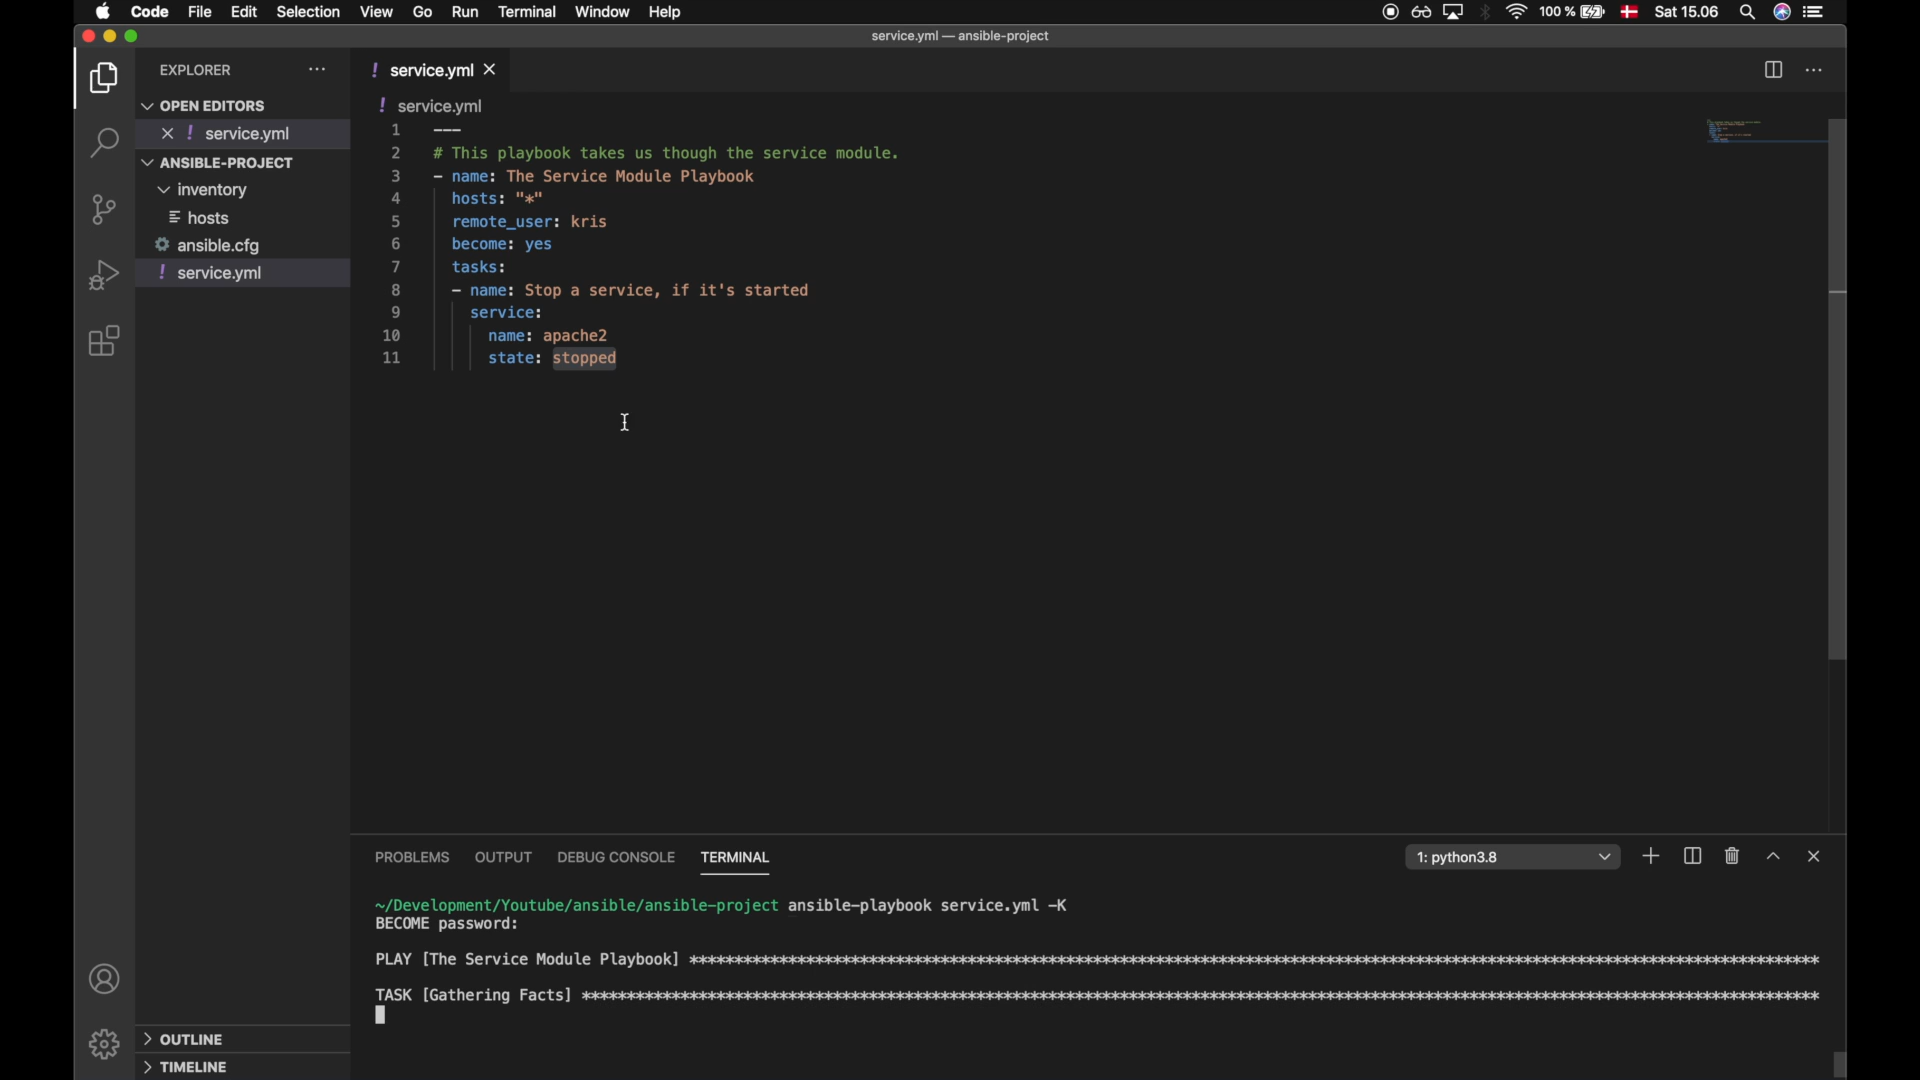 Code File Edit Selection View Go Run Terminal Window Help 100 % Sat 15.06
service.yml — ansible-project
EXPLORER
OPEN EDITORS
service.yml
ANSIBLE-PROJECT
inventory
hosts
ansible.cfg
service.yml
OUTLINE
TIMELINE
service.yml
service.yml
1 ---
2 # This playbook takes us though the service module.
3 - name: The Service Module Playbook
4 hosts: "*"
5 remote_user: kris
6 become: yes
7 tasks:
8 - name: Stop a service, if it's started
9 service:
10 name: apache2
11 state: stopped
PROBLEMS OUTPUT DEBUG CONSOLE TERMINAL 1: python3.8
~/Development/Youtube/ansible/ansible-project ansible-playbook service.yml -K
BECOME password:
PLAY [The Service Module Playbook] ******************************************************************************************************************************
TASK [Gathering Facts] ******************************************************************************************************************************************